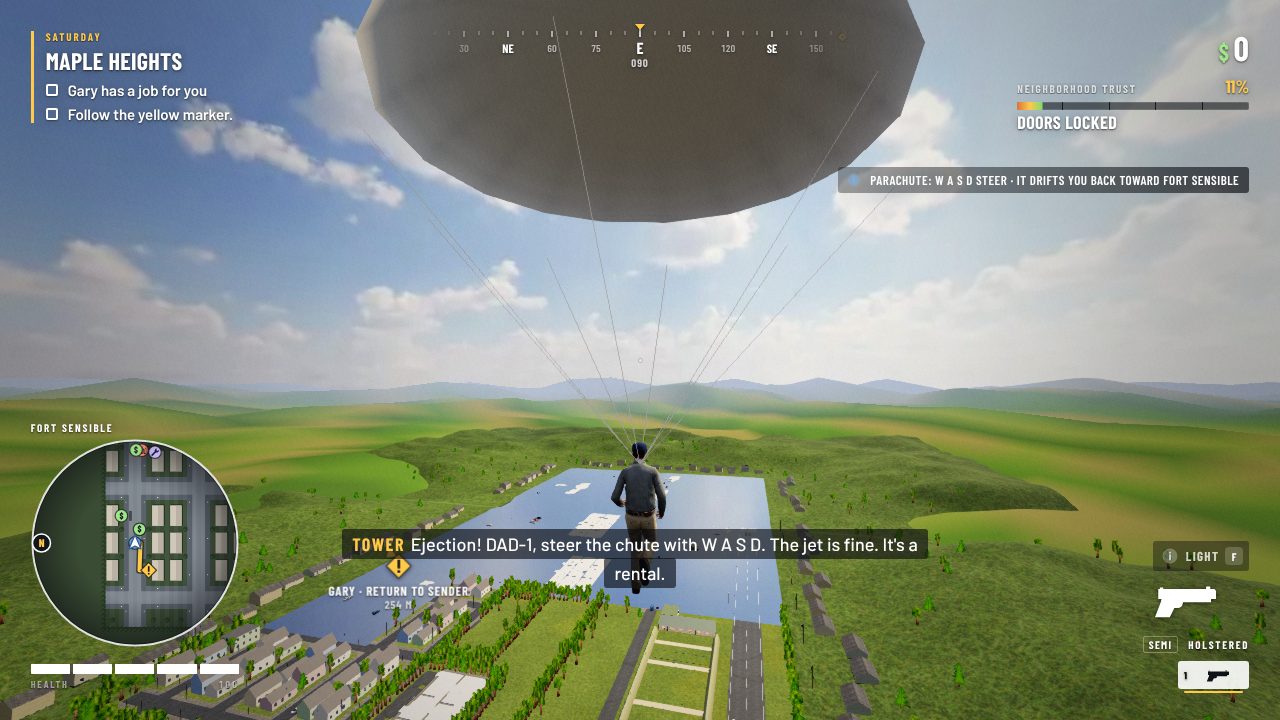 SATURDAY
MAPLE HEIGHTS
Gary has a job for you
Follow the yellow marker.
30 NE 60 75 E 105 120 SE 150
090
$ 0
NEIGHBORHOOD TRUST 11%
DOORS LOCKED
PARACHUTE: W A S D STEER · IT DRIFTS YOU BACK TOWARD FORT SENSIBLE
FORT SENSIBLE
N
TOWER Ejection! DAD-1, steer the chute with W A S D. The jet is fine. It's a
rental.
GARY · RETURN TO SENDER
254 M
LIGHT F
SEMI HOLSTERED
1
HEALTH 100